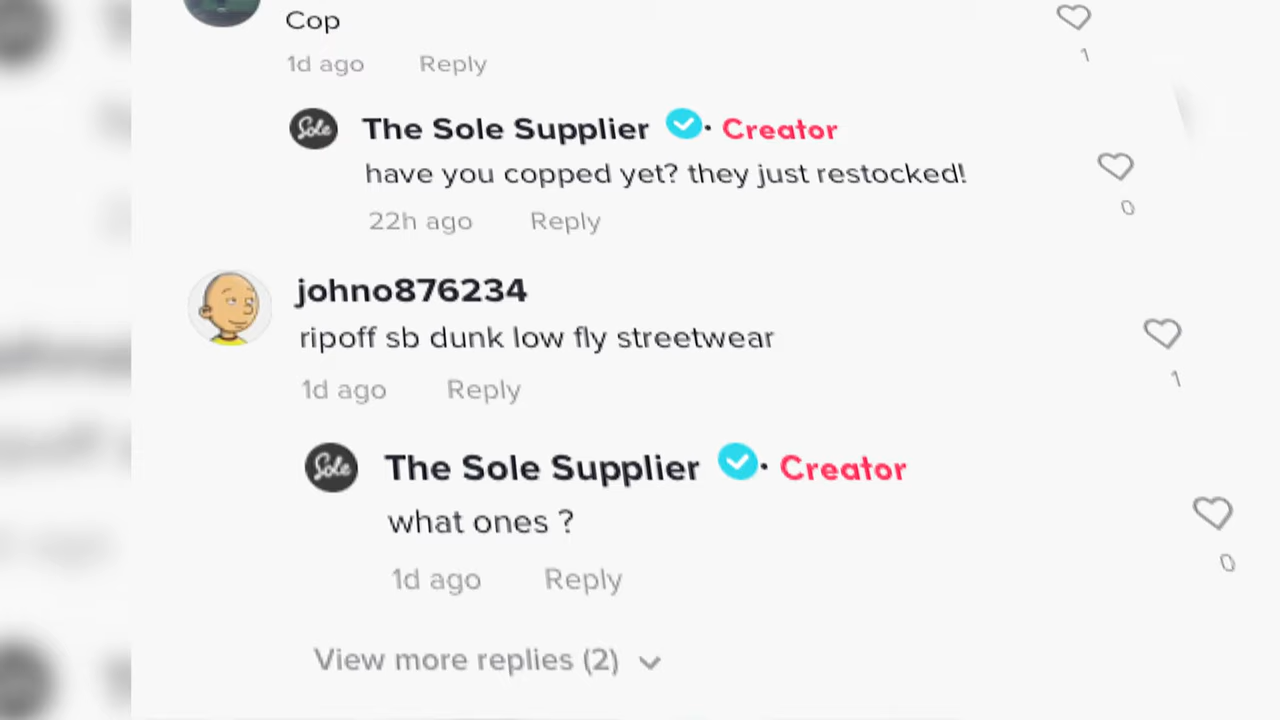 Cop
1d ago Reply
1
Sole The Sole Supplier · Creator
have you copped yet? they just restocked!
22h ago Reply
0
johno876234
ripoff sb dunk low fly streetwear
1d ago Reply
1
Sole The Sole Supplier · Creator
what ones ?
1d ago Reply
0
View more replies (2)